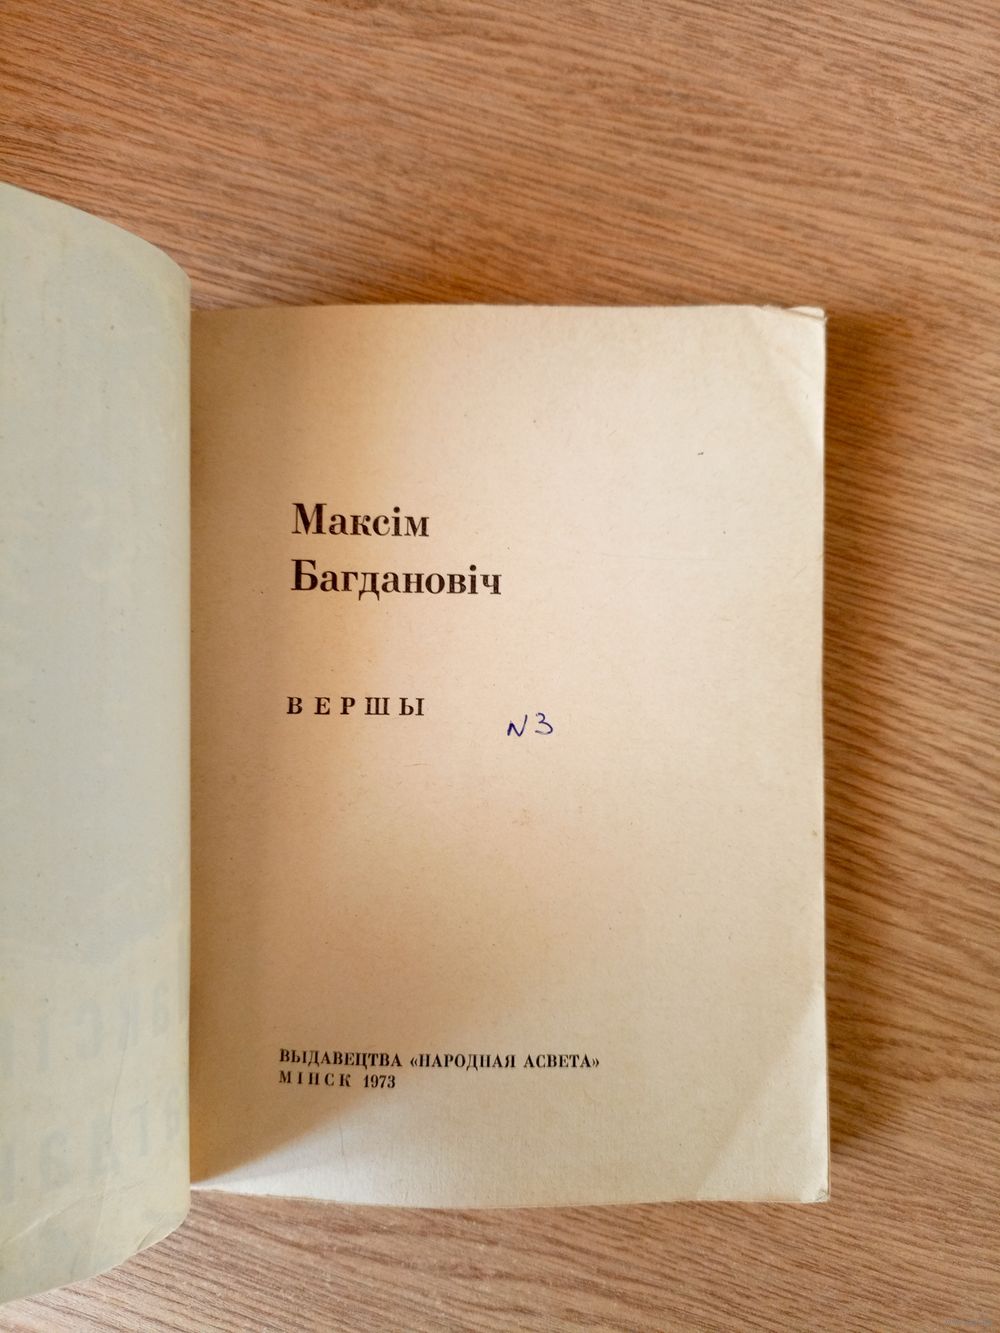 Максім
Багдановіч
ВЕРШЫ
N3
ВЫДАВЕЦТВА «НАРОДНАЯ АСВЕТА»
МІНСК 1973